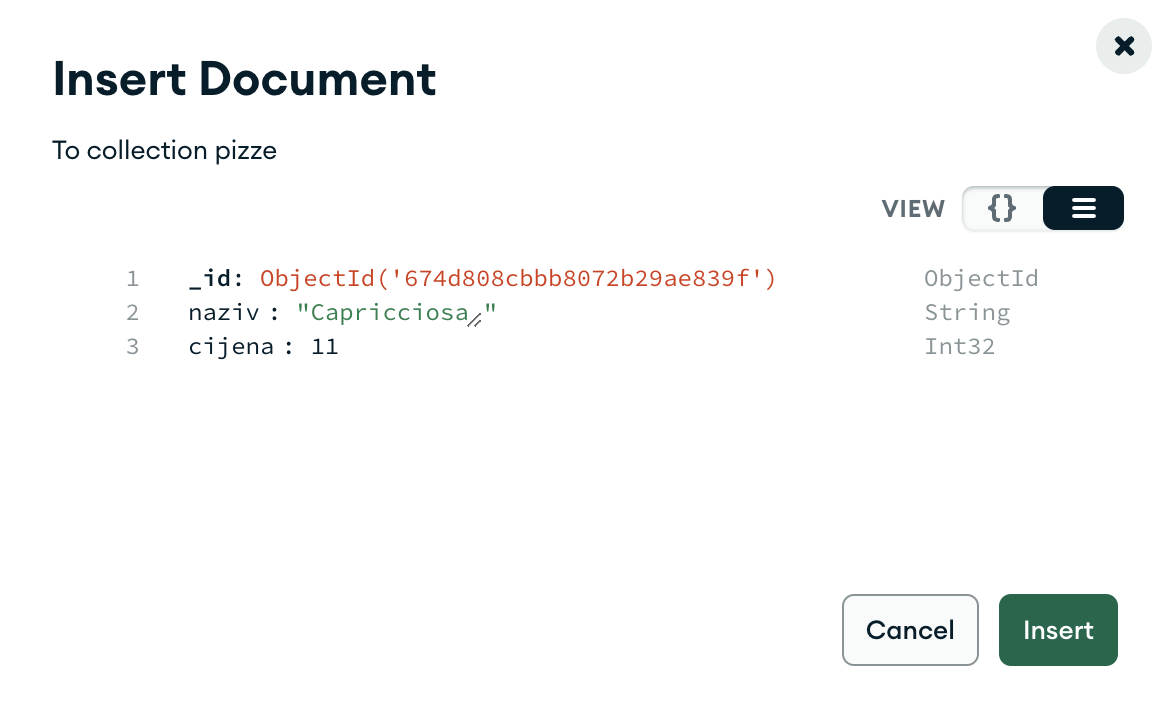 Insert Document
To collection pizze
VIEW {}
1 _id: ObjectId('674d808cbbb8072b29ae839f') ObjectId
2 naziv : "Capricciosa" String
3 cijena : 11 Int32
Cancel Insert